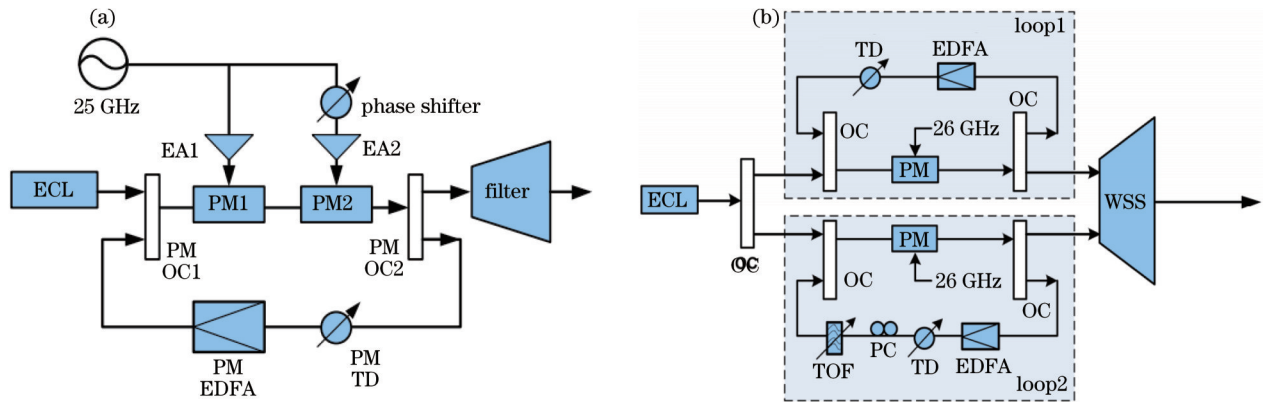 (a)
25 GHz
phase shifter
EA1
EA2
ECL
PM1
PM2
filter
PM
OC1
PM
OC2
PM
EDFA
PM
TD
(b)
loop1
TD
EDFA
OC
26 GHz
OC
PM
ECL
WSS
OC
PM
OC
26 GHz
OC
TOF
PC
TD
EDFA
loop2